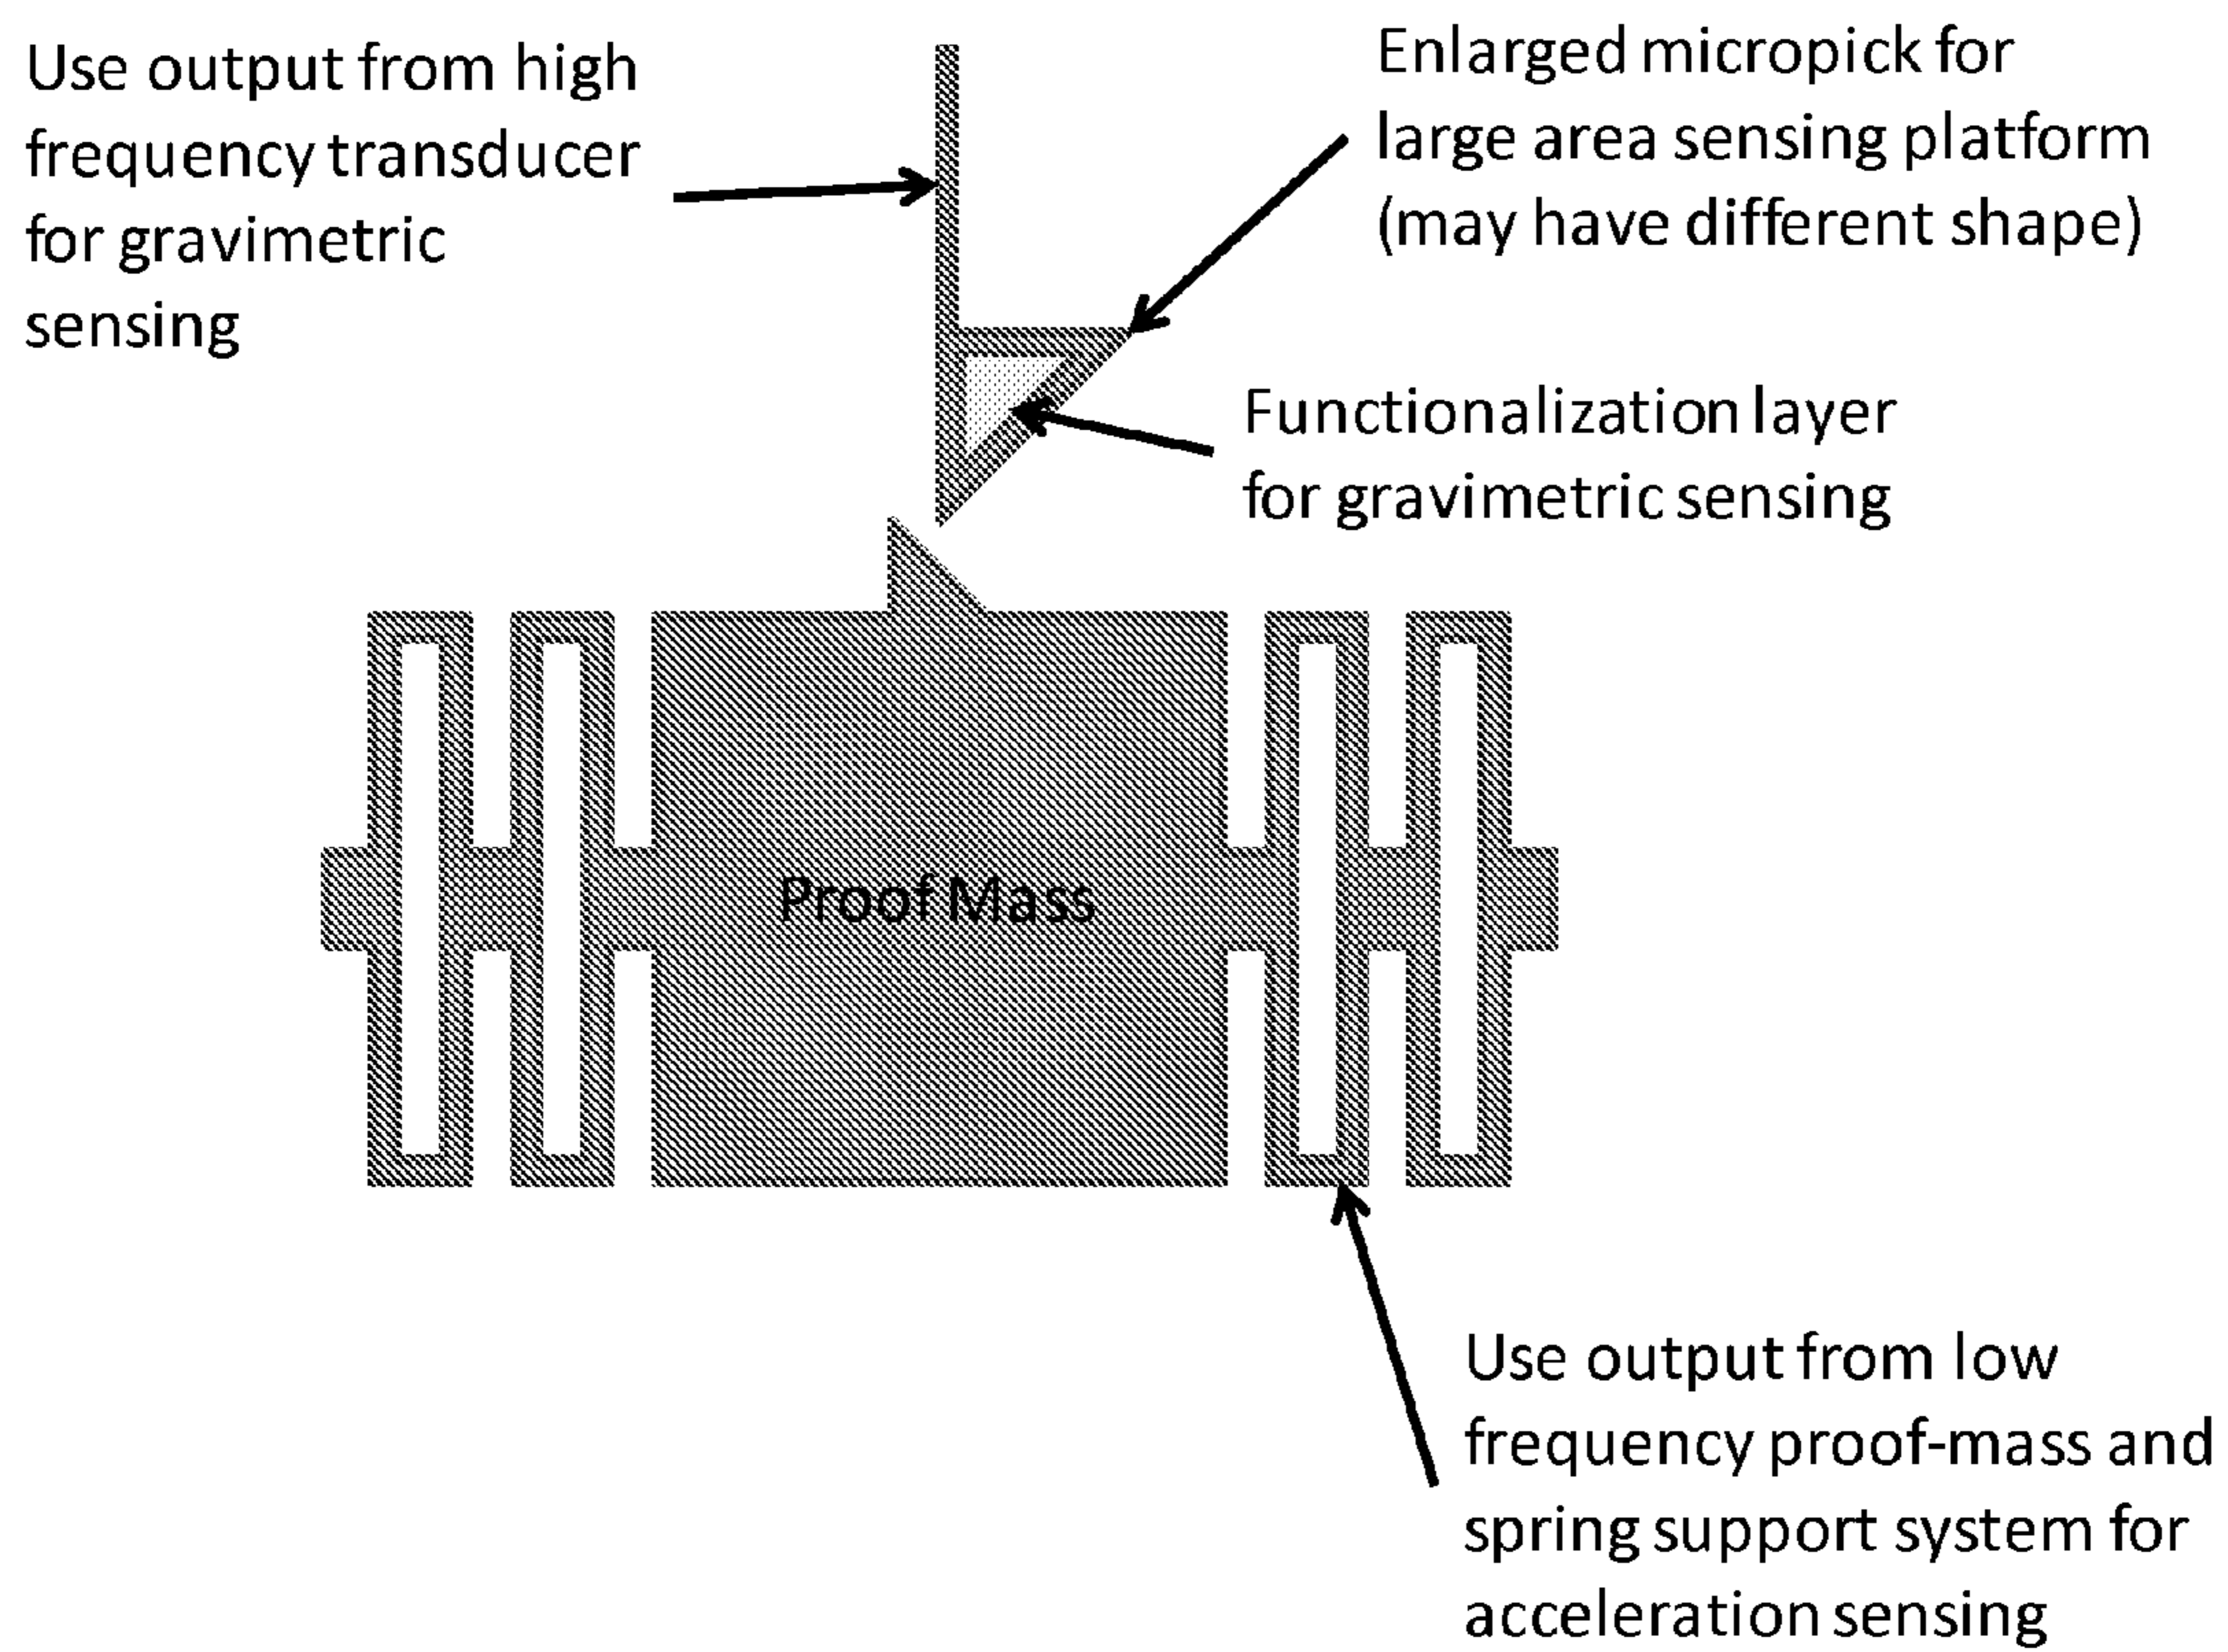 Use output from high
frequency transducer
for gravimetric
sensing
Enlarged micropick for
large area sensing platform
(may have different shape)
Functionalization layer
for gravimetric sensing
Proof Mass
Use output from low
frequency proof-mass and
spring support system for
acceleration sensing